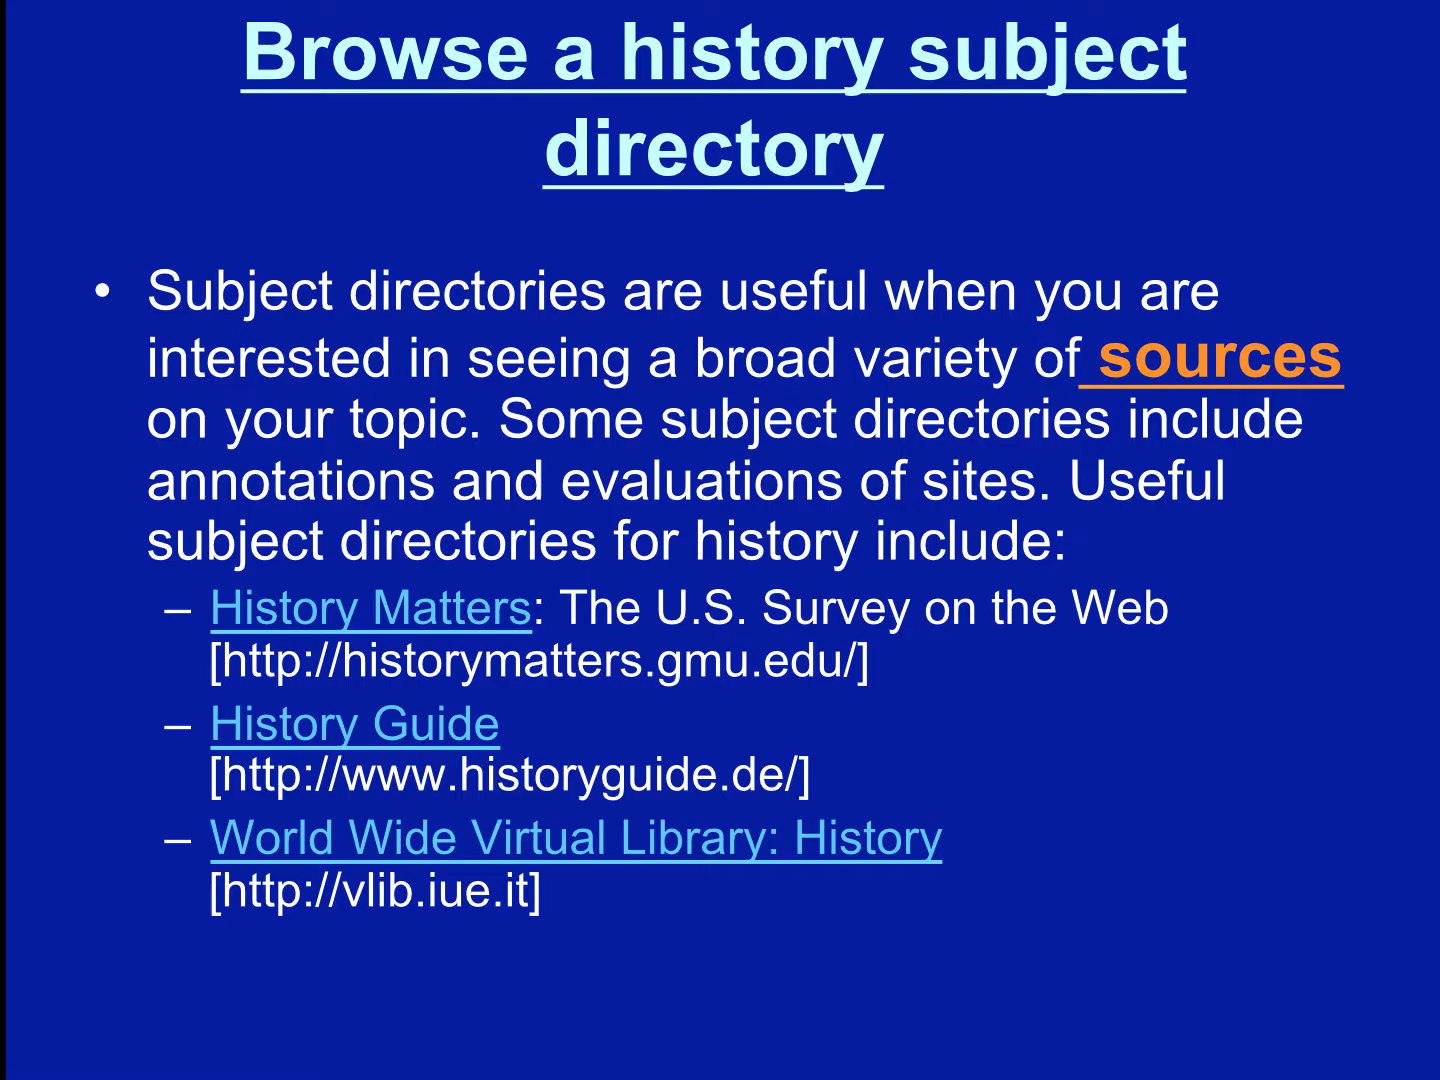 Browse a history subject
directory
• Subject directories are useful when you are
interested in seeing a broad variety of sources
on your topic. Some subject directories include
annotations and evaluations of sites. Useful
subject directories for history include:
– History Matters: The U.S. Survey on the Web
[http://historymatters.gmu.edu/]
– History Guide
[http://www.historyguide.de/]
– World Wide Virtual Library: History
[http://vlib.iue.it]